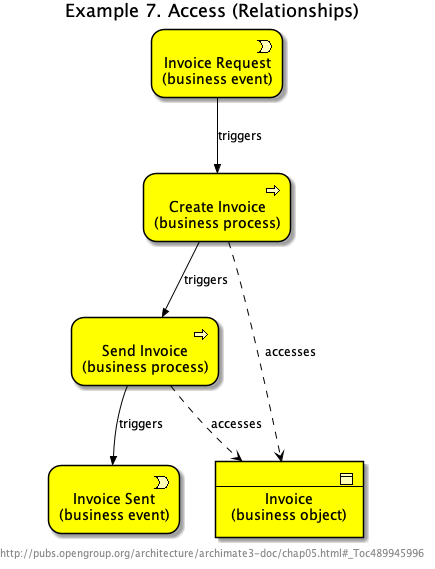 Example 7. Access (Relationships)
Invoice Request
(business event)
triggers
Create Invoice
(business process)
triggers
accesses
Send Invoice
(business process)
triggers
accesses
Invoice Sent
(business event)
Invoice
(business object)
http://pubs.opengroup.org/architecture/archimate3-doc/chap05.html#_Toc489945996